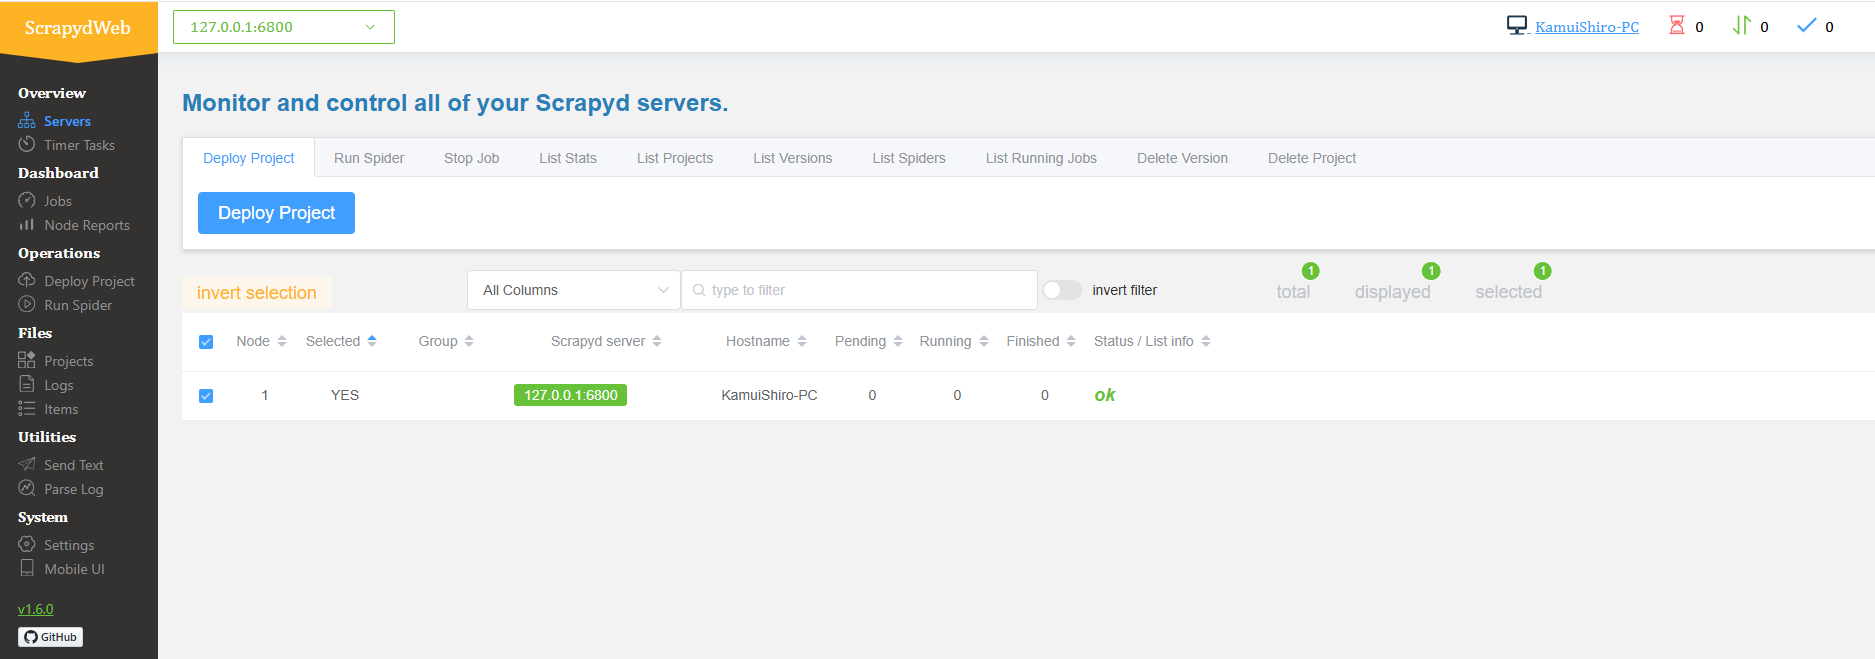 ScrapydWeb
127.0.0.1:6800
KamuiShiro-PC 0 0 0
Overview
Servers
Timer Tasks
Dashboard
Jobs
Node Reports
Operations
Deploy Project
Run Spider
Files
Projects
Logs
Items
Utilities
Send Text
Parse Log
System
Settings
Mobile UI
v1.6.0
GitHub
Monitor and control all of your Scrapyd servers.
Deploy Project Run Spider Stop Job List Stats List Projects List Versions List Spiders List Running Jobs Delete Version Delete Project
Deploy Project
invert selection All Columns type to filter invert filter total 1 displayed 1 selected 1
Node Selected Group Scrapyd server Hostname Pending Running Finished Status / List info
1 YES 127.0.0.1:6800 KamuiShiro-PC 0 0 0 ok